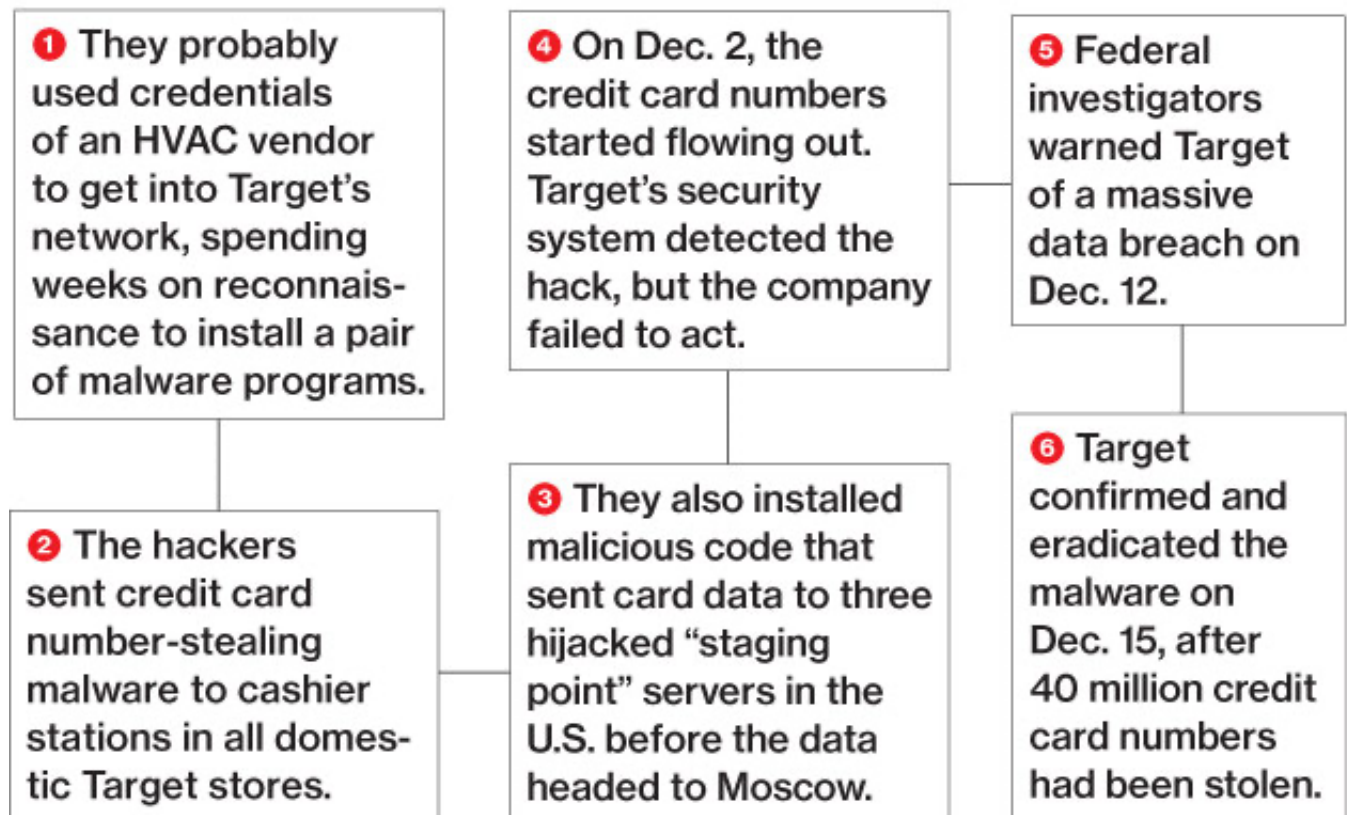 1 They probably
used credentials
of an HVAC vendor
to get into Target’s
network, spending
weeks on reconnais-
sance to install a pair
of malware programs.
2 The hackers
sent credit card
number-stealing
malware to cashier
stations in all domes-
tic Target stores.
3 They also installed
malicious code that
sent card data to three
hijacked “staging
point” servers in the
U.S. before the data
headed to Moscow.
4 On Dec. 2, the
credit card numbers
started flowing out.
Target’s security
system detected the
hack, but the company
failed to act.
5 Federal
investigators
warned Target
of a massive
data breach on
Dec. 12.
6 Target
confirmed and
eradicated the
malware on
Dec. 15, after
40 million credit
card numbers
had been stolen.